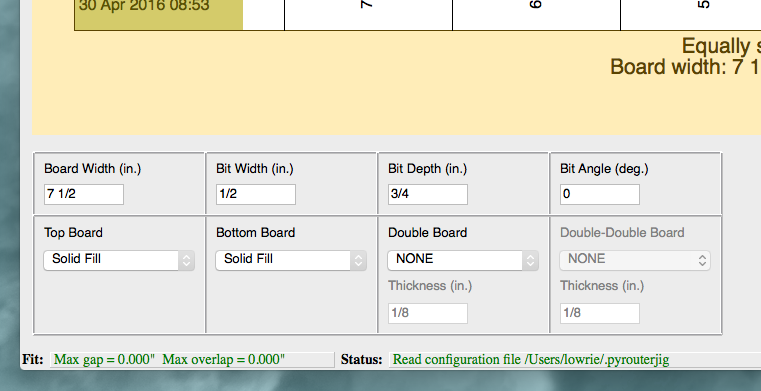 30 Apr 2016 08:53
7
6
5
Equally
Board width: 7 1
Board Width (in.) Bit Width (in.) Bit Depth (in.) Bit Angle (deg.)
7 1/2 1/2 3/4 0
Top Board Bottom Board Double Board Double-Double Board
Solid Fill Solid Fill NONE NONE
Thickness (in.) Thickness (in.)
1/8 1/8
Fit: Max gap = 0.000" Max overlap = 0.000" Status: Read configuration file /Users/lowrie/.pyrouterjig